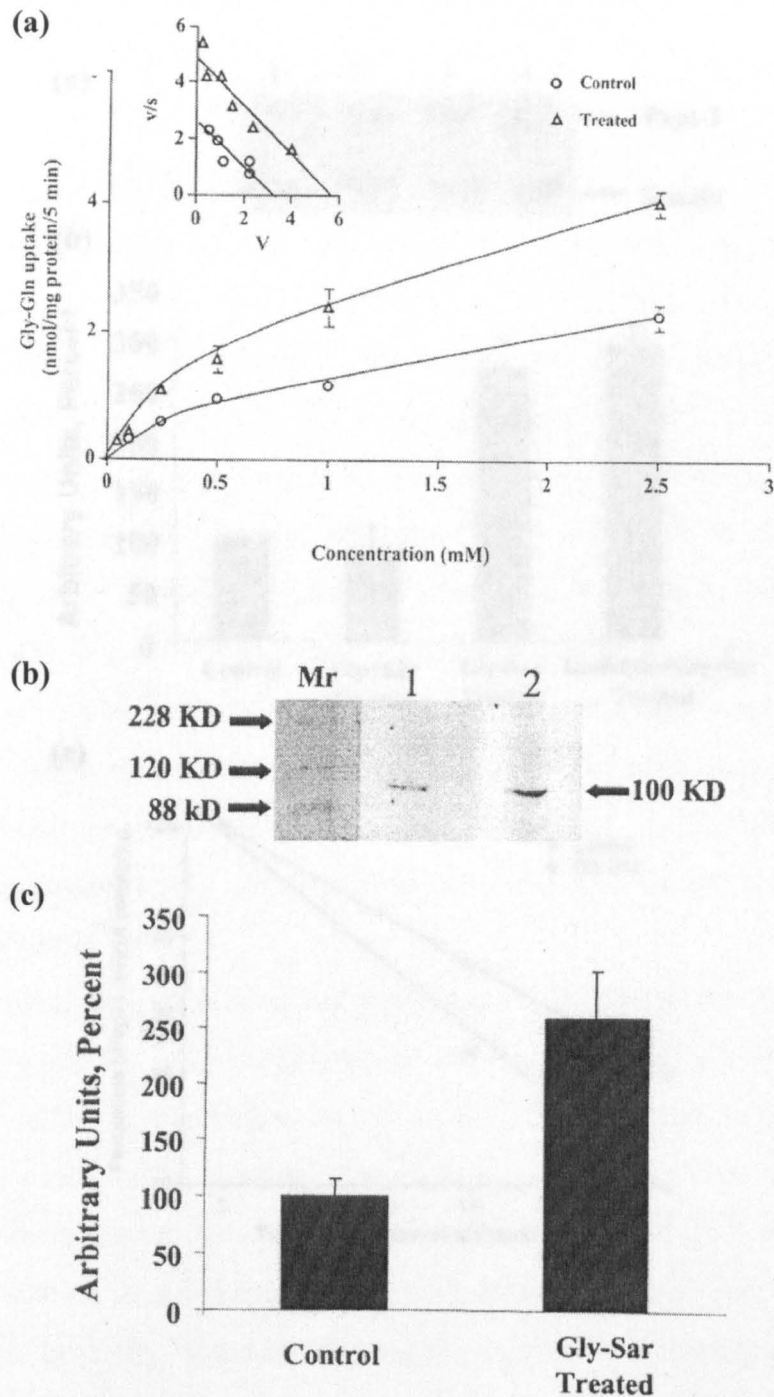 (a)
6
4
2
0
v/s
0 2 4 6
V
Control
Treated
4
2
0
Gly-Gln uptake
(nmol/mg protein/5 min)
0 0.5 1 1.5 2 2.5 3
Concentration (mM)
(b)
Mr 1 2
228 KD
120 KD
88 kD
100 KD
(c)
350
300
250
200
150
100
50
0
Arbitrary Units, Percent
Control
Gly-Sar
Treated